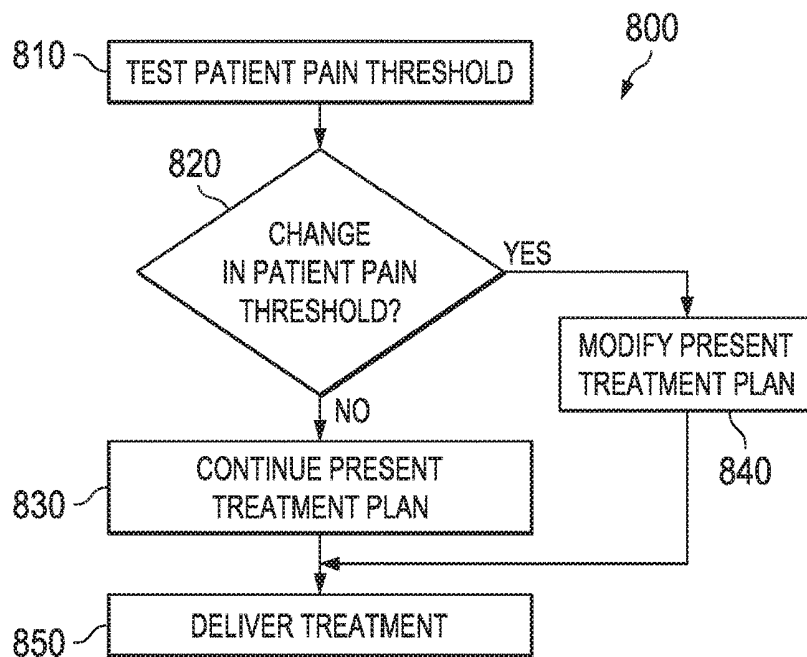 800
810
TEST PATIENT PAIN THRESHOLD
820
CHANGE
IN PATIENT PAIN
THRESHOLD?
YES
MODIFY PRESENT
TREATMENT PLAN
840
NO
830
CONTINUE PRESENT
TREATMENT PLAN
850
DELIVER TREATMENT